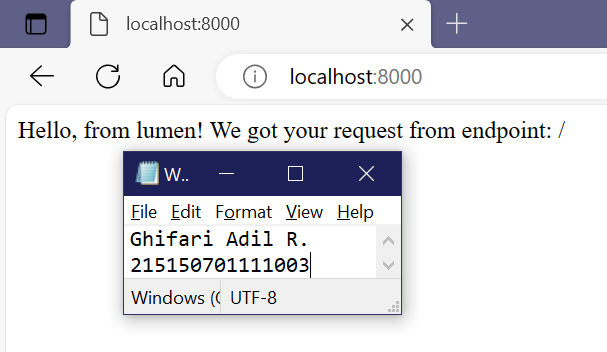 localhost:8000
localhost:8000
Hello, from lumen! We got your request from endpoint: /
W..
File Edit Format View Help
Ghifari Adil R.
215150701111003
Windows (C UTF-8